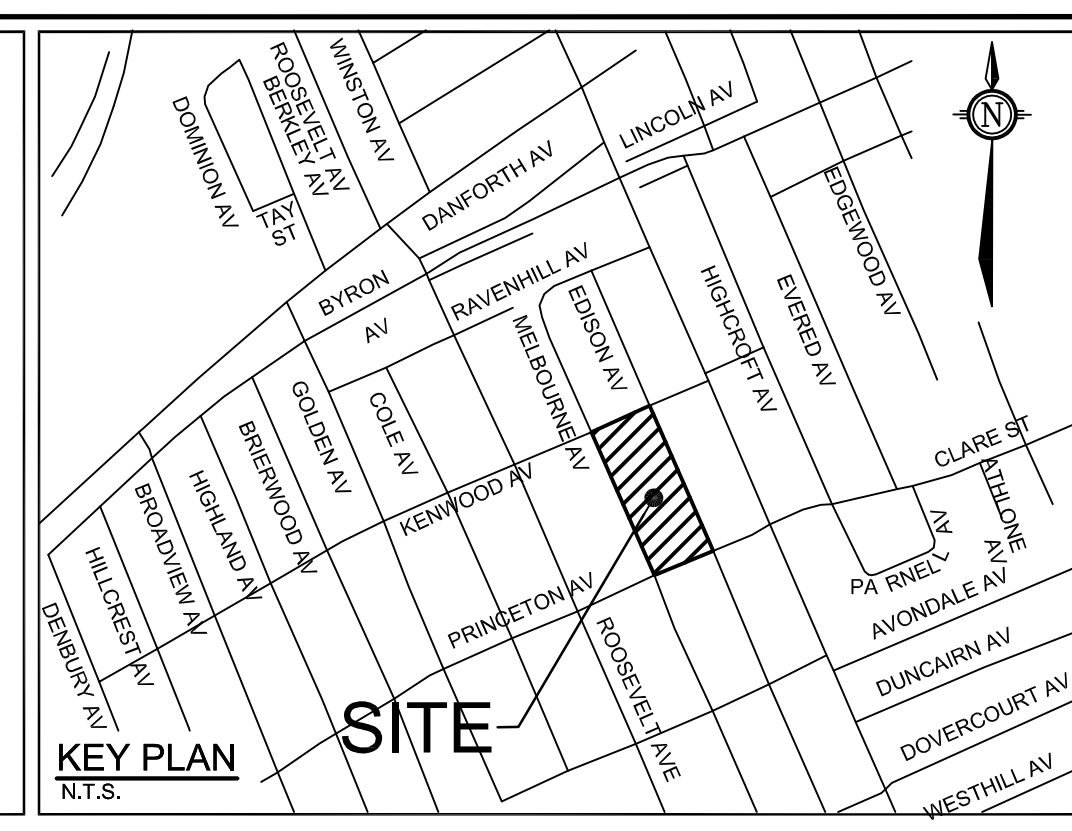 ROOSEVELT AV
BERKLEY AV
WINSTON AV
DOMINION AV
TAY
ST
LINCOLN AV
N
DANFORTH AV
EDGEWOOD AV
BYRON
AV
RAVENHILL AV
EDISON AV
MELBOURNE AV
HIGHCROFT AV
EVERED AV
GOLDEN AV
COLE AV
BRIERWOOD AV
HIGHLAND AV
BROADVIEW AV
HILLCREST AV
DENBURY AV
KENWOOD AV
CLARE ST
ATHLONE
AV
PARNELL
AV
PRINCETON AV
AVONDALE AV
ROOSEVELT AVE
DUNCAIRN AV
DOVERCOURT AV
WESTHILL AV
SITE
KEY PLAN
N.T.S.